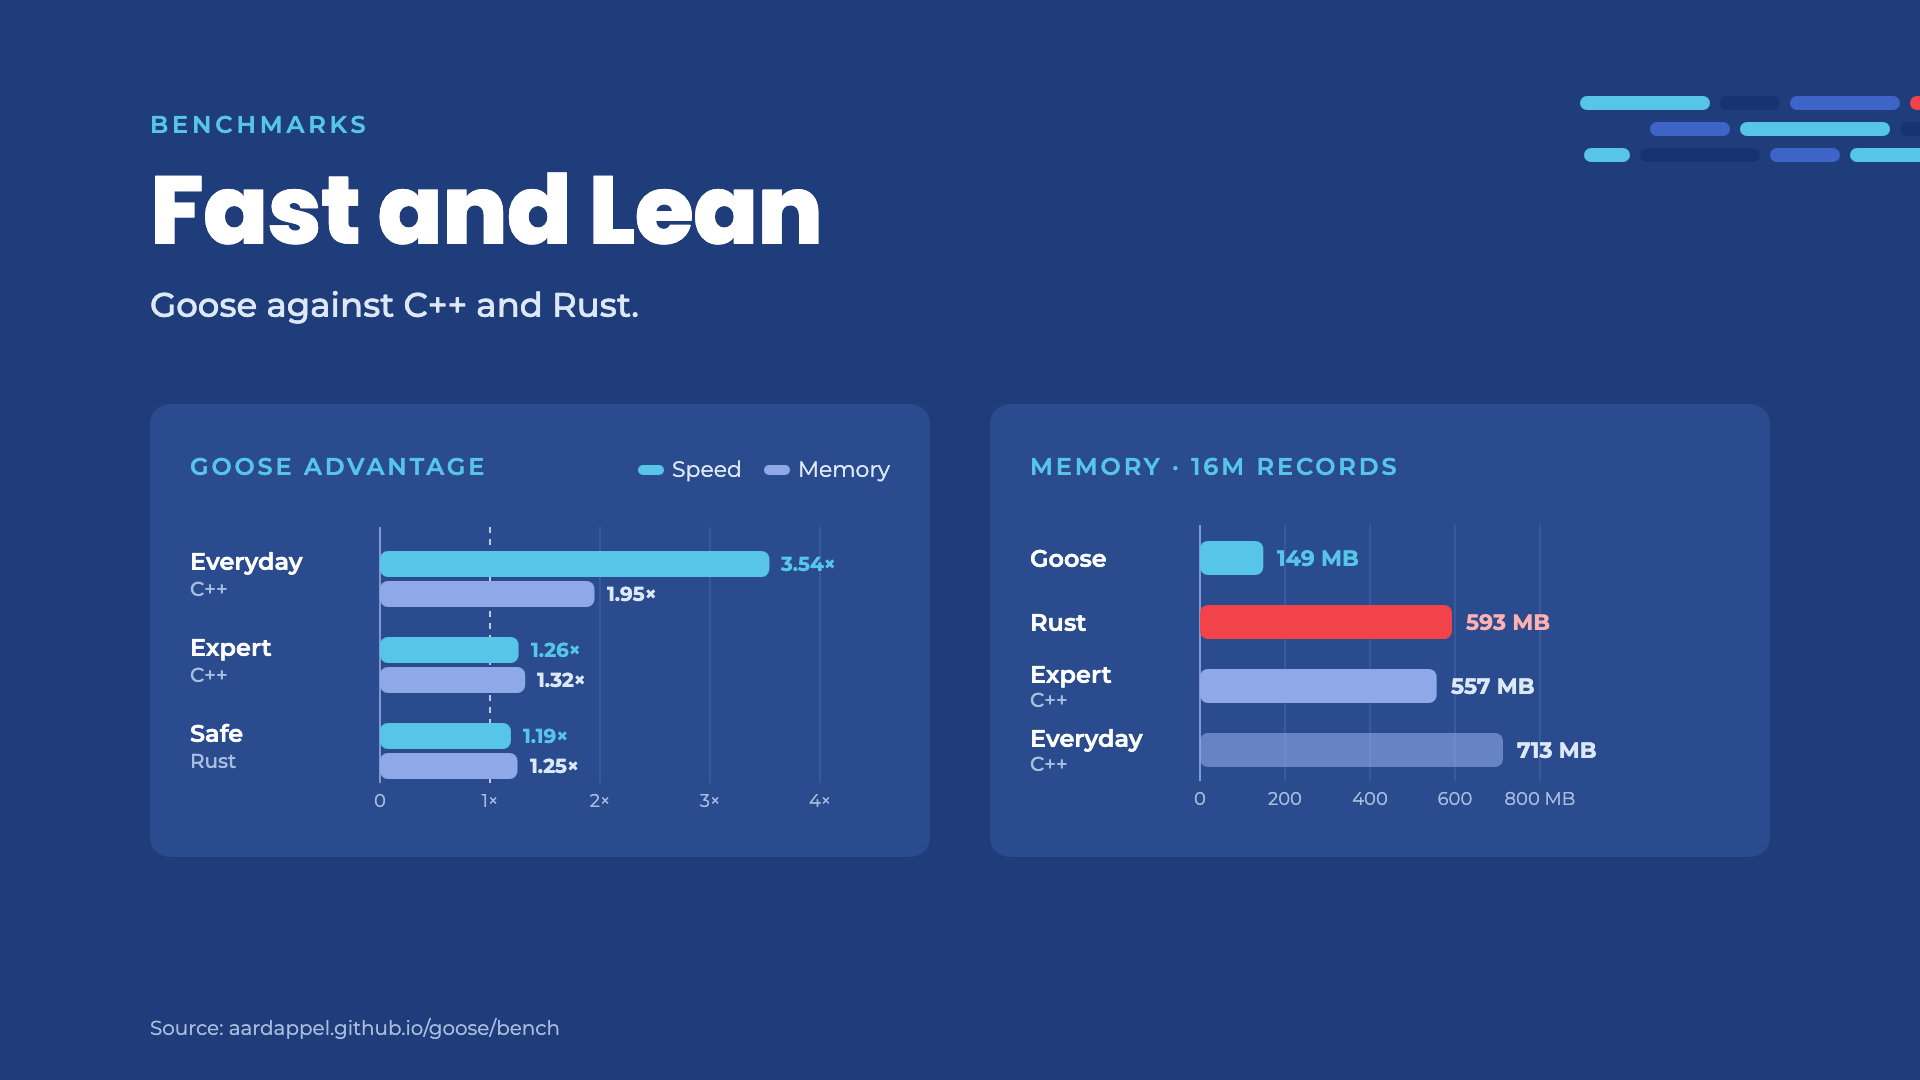 BENCHMARKS
Fast and Lean
Goose against C++ and Rust.
GOOSE ADVANTAGE
Speed
Memory
Everyday
C++
3.54×
1.95×
Expert
C++
1.26×
1.32×
Safe
Rust
1.19×
1.25×
0 1× 2× 3× 4×
MEMORY · 16M RECORDS
Goose
149 MB
Rust
593 MB
Expert
C++
557 MB
Everyday
C++
713 MB
0 200 400 600 800 MB
Source: aardappel.github.io/goose/bench